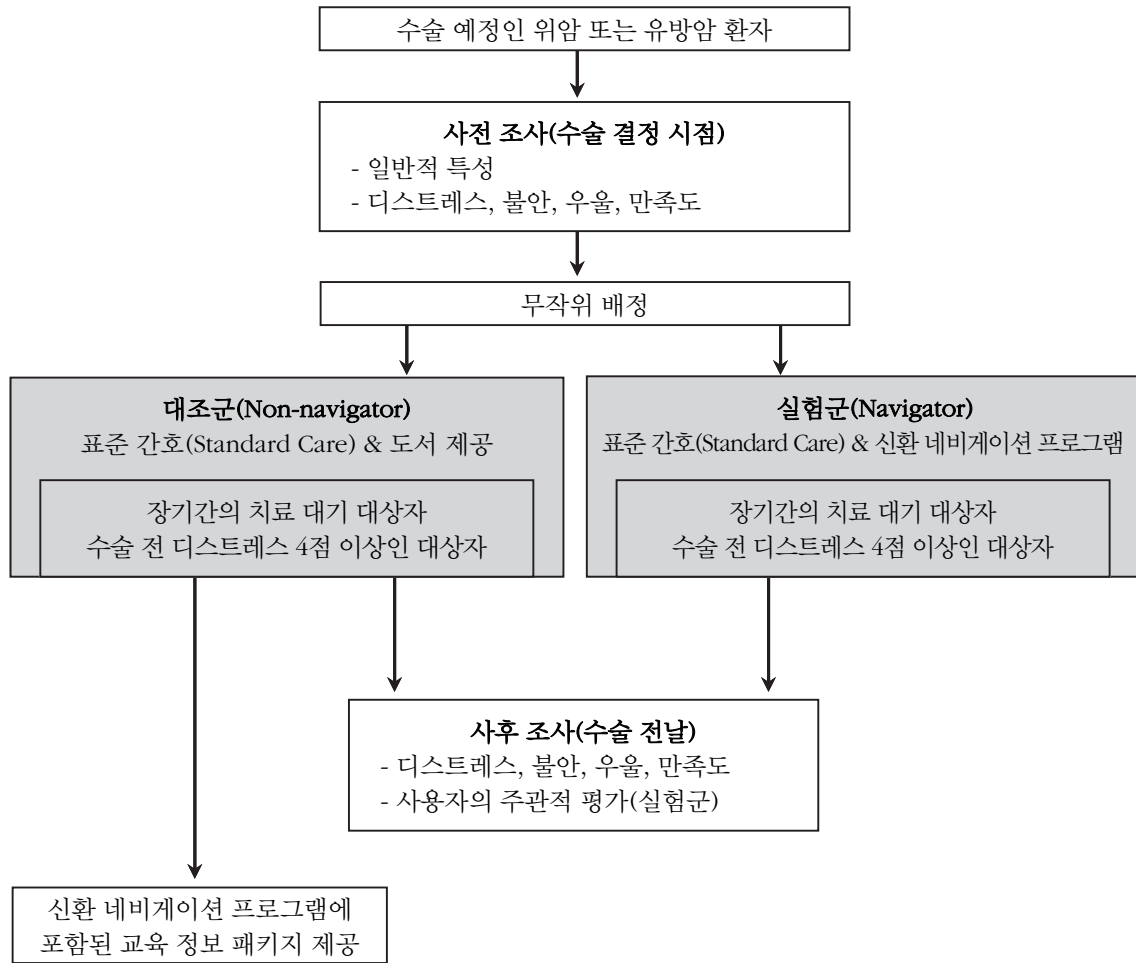 수술 예정인 위암 또는 유방암 환자
사전 조사(수술 결정 시점)
- 일반적 특성
- 디스트레스, 불안, 우울, 만족도
무작위 배정
대조군(Non-navigator)
표준 간호(Standard Care) & 도서 제공
장기간의 치료 대기 대상자
수술 전 디스트레스 4점 이상인 대상자
실험군(Navigator)
표준 간호(Standard Care) & 신환 네비게이션 프로그램
장기간의 치료 대기 대상자
수술 전 디스트레스 4점 이상인 대상자
사후 조사(수술 전날)
- 디스트레스, 불안, 우울, 만족도
- 사용자의 주관적 평가(실험군)
신환 네비게이션 프로그램에
포함된 교육 정보 패키지 제공